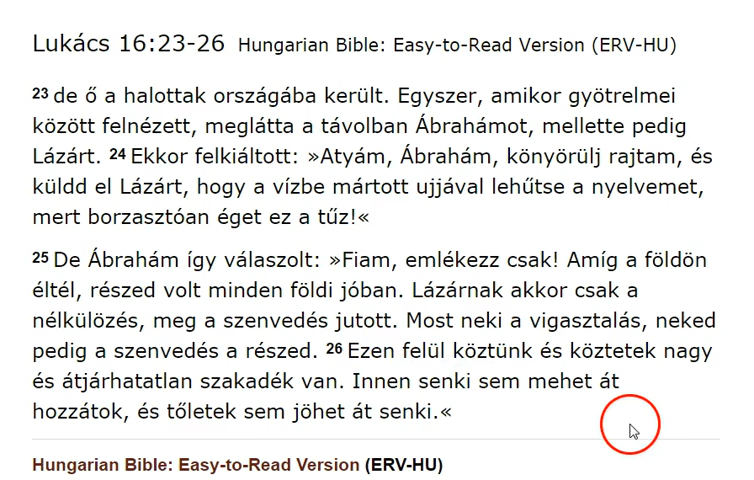 Lukács 16:23-26 Hungarian Bible: Easy-to-Read Version (ERV-HU)
23 de ő a halottak országába került. Egyszer, amikor gyötrelmei
között felnézett, meglátta a távolban Ábrahámot, mellette pedig
Lázárt. 24 Ekkor felkiáltott: »Atyám, Ábrahám, könyörülj rajtam, és
küldd el Lázárt, hogy a vízbe mártott ujjával lehűtse a nyelvemet,
mert borzasztóan éget ez a tűz!«
25 De Ábrahám így válaszolt: »Fiam, emlékezz csak! Amíg a földön
éltél, részed volt minden földi jóban. Lázárnak akkor csak a
nélkülözés, meg a szenvedés jutott. Most neki a vigasztalás, neked
pedig a szenvedés a részed. 26 Ezen felül köztünk és köztetek nagy
és átjárhatatlan szakadék van. Innen senki sem mehet át
hozzátok, és tőletek sem jöhet át senki.«
Hungarian Bible: Easy-to-Read Version (ERV-HU)